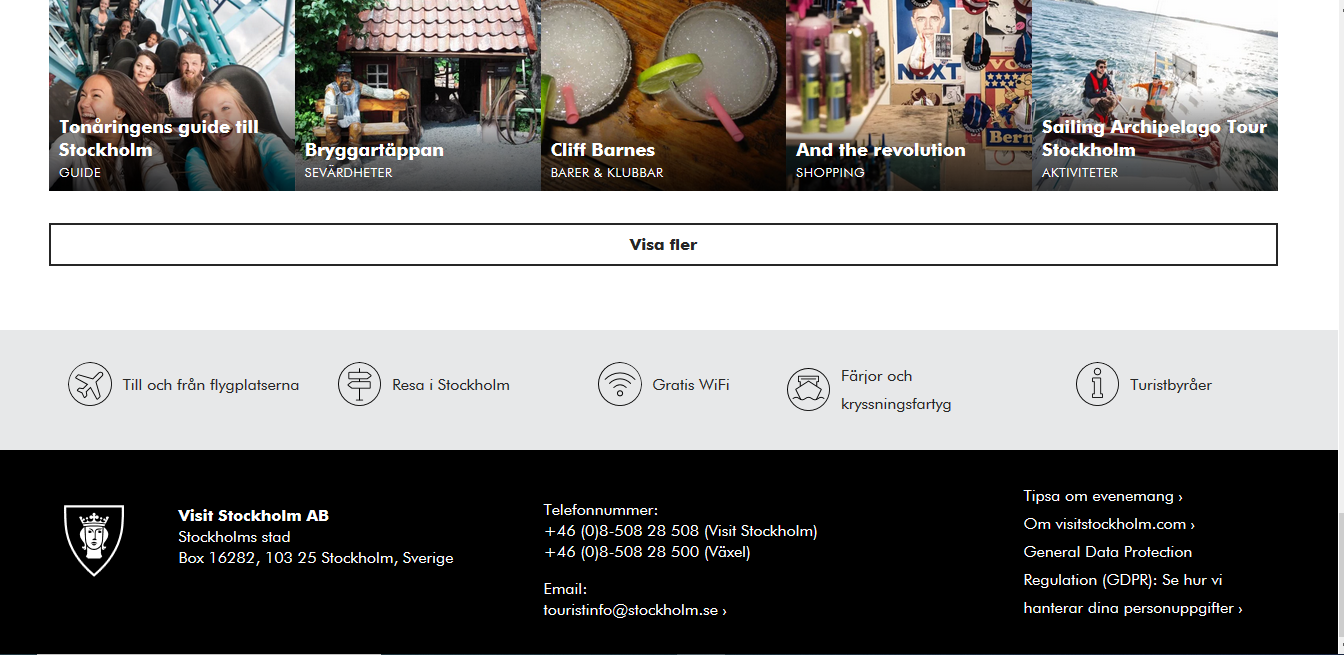 Tonåringens guide till
Stockholm
GUIDE
Bryggartäppan
SEVÄRDHETER
Cliff Barnes
BARER & KLUBBAR
NEXT
And the revolution
SHOPPING
Sailing Archipelago Tour
Stockholm
AKTIVITETER
Visa fler
Till och från flygplatserna
Resa i Stockholm
Gratis WiFi
Färjor och
kryssningsfartyg
Turistbyråer
Visit Stockholm AB
Stockholms stad
Box 16282, 103 25 Stockholm, Sverige
Telefonnummer:
+46 (0)8-508 28 508 (Visit Stockholm)
+46 (0)8-508 28 500 (Växel)
Email:
touristinfo@stockholm.se ›
Tipsa om evenemang ›
Om visitstockholm.com ›
General Data Protection
Regulation (GDPR): Se hur vi
hanterar dina personuppgifter ›